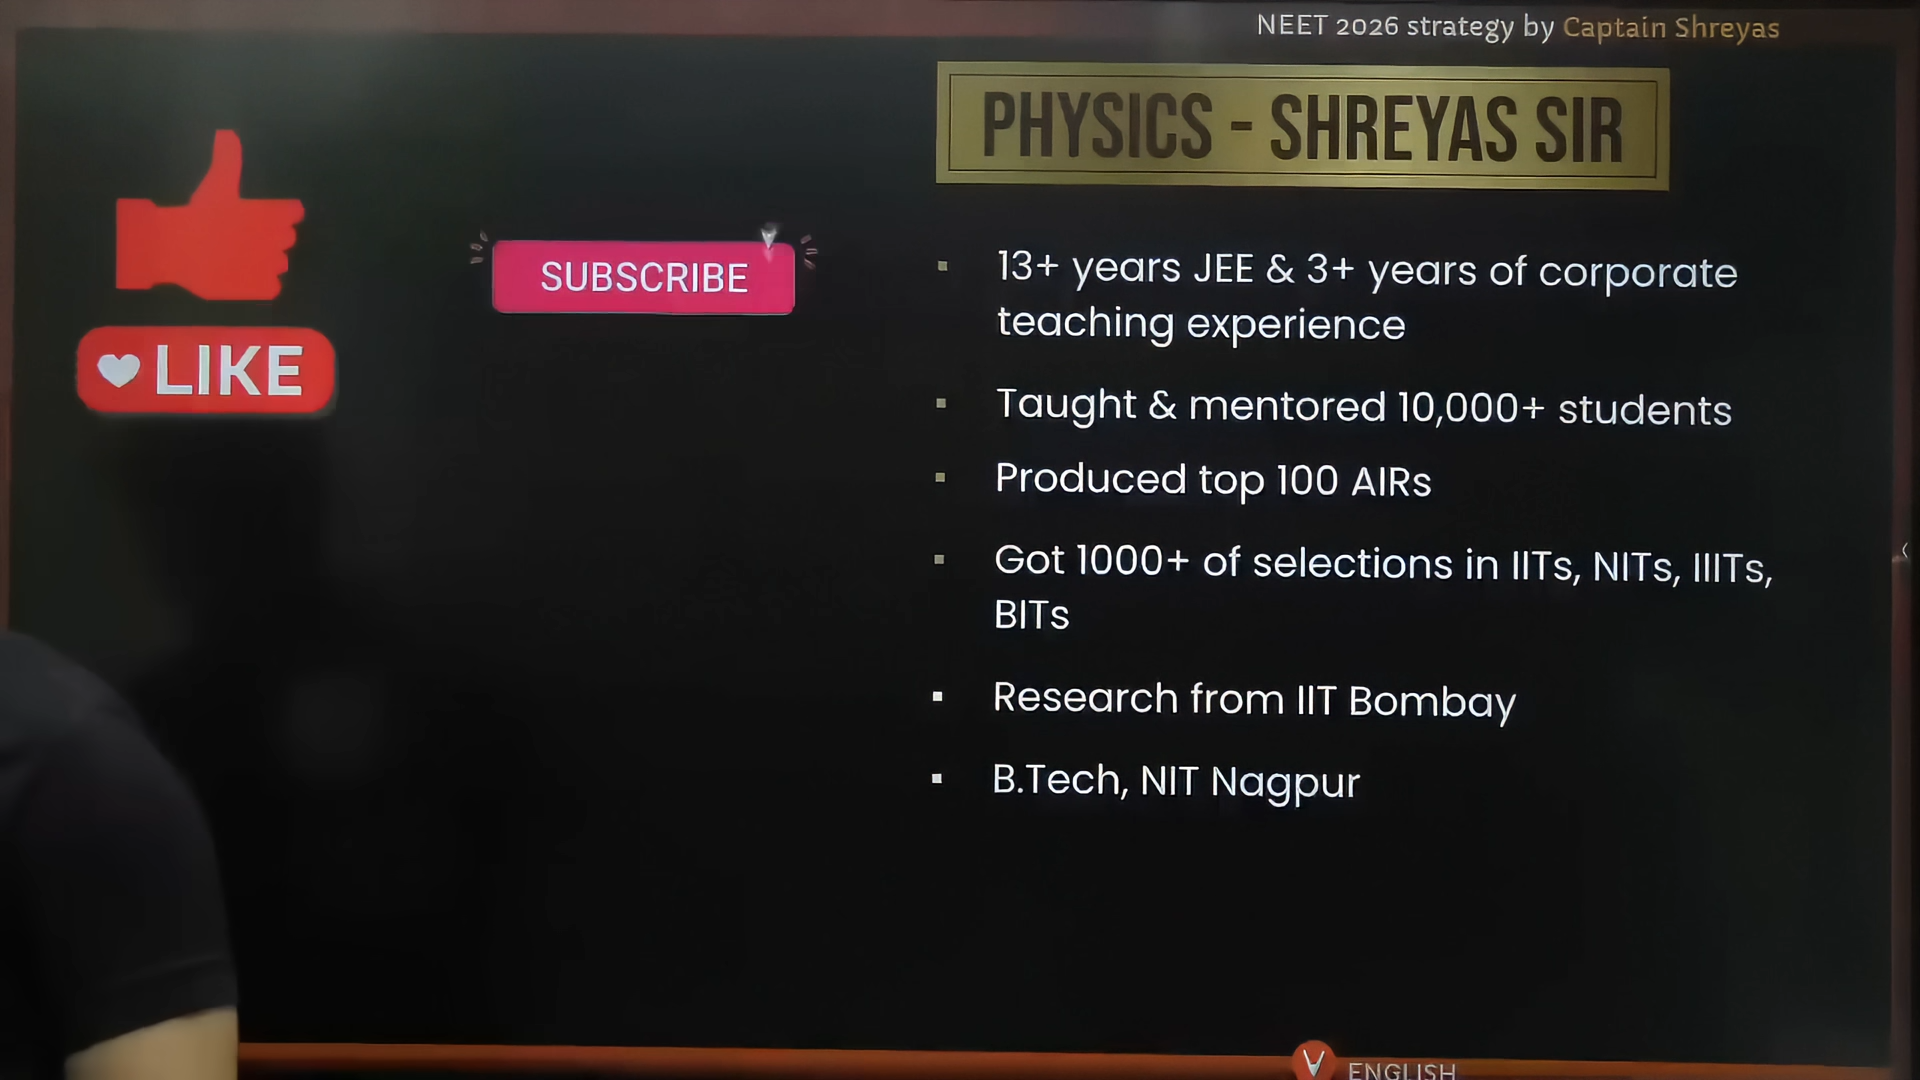 NEET 2026 strategy by Captain Shreyas
PHYSICS - SHREYAS SIR
SUBSCRIBE
LIKE
▪ 13+ years JEE & 3+ years of corporate
teaching experience
▪ Taught & mentored 10,000+ students
▪ Produced top 100 AIRs
▪ Got 1000+ of selections in IITs, NITs, IIITs,
BITs
▪ Research from IIT Bombay
▪ B.Tech, NIT Nagpur
ENGLISH